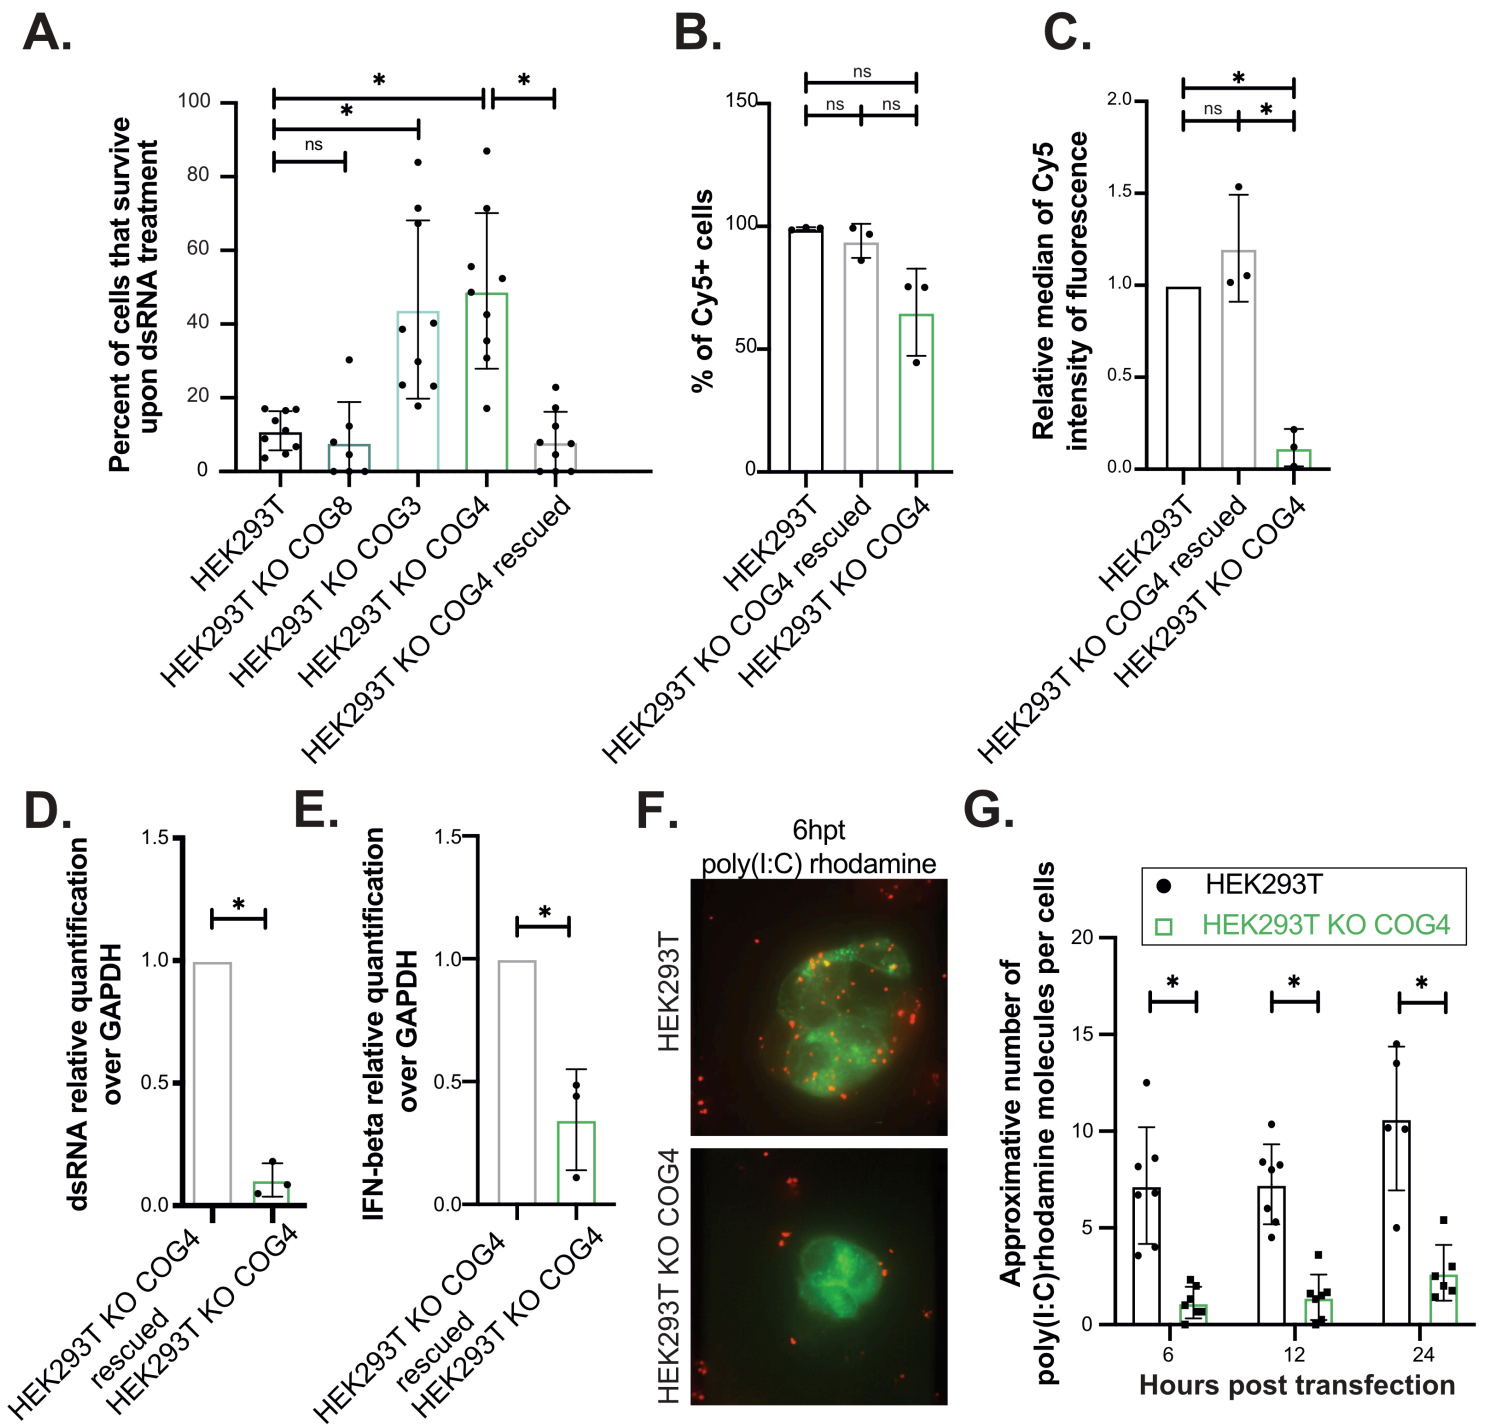 A.
Percent of cells that survive
upon dsRNA treatment
100
80
60
40
20
0
*
*
*
ns
HEK293T
HEK293T KO COG8
HEK293T KO COG3
HEK293T KO COG4
HEK293T KO COG4 rescued
B.
% of Cy5+ cells
150
100
50
0
ns
ns
ns
HEK293T
HEK293T KO COG4 rescued
HEK293T KO COG4
C.
Relative median of Cy5
intensity of fluorescence
2.0
1.5
1.0
0.5
0.0
*
ns
*
HEK293T
HEK293T KO COG4 rescued
HEK293T KO COG4
D.
dsRNA relative quantification
over GAPDH
1.5
1.0
0.5
0.0
*
HEK293T KO COG4
rescued
HEK293T KO COG4
E.
IFN-beta relative quantification
over GAPDH
1.5
1.0
0.5
0.0
*
HEK293T KO COG4
rescued
HEK293T KO COG4
F.
6hpt
poly(I:C) rhodamine
HEK293T
HEK293T KO COG4
G.
HEK293T
HEK293T KO COG4
Approximative number of
poly(I:C)rhodamine molecules per cells
20
15
10
5
0
*
*
*
6
12
24
Hours post transfection